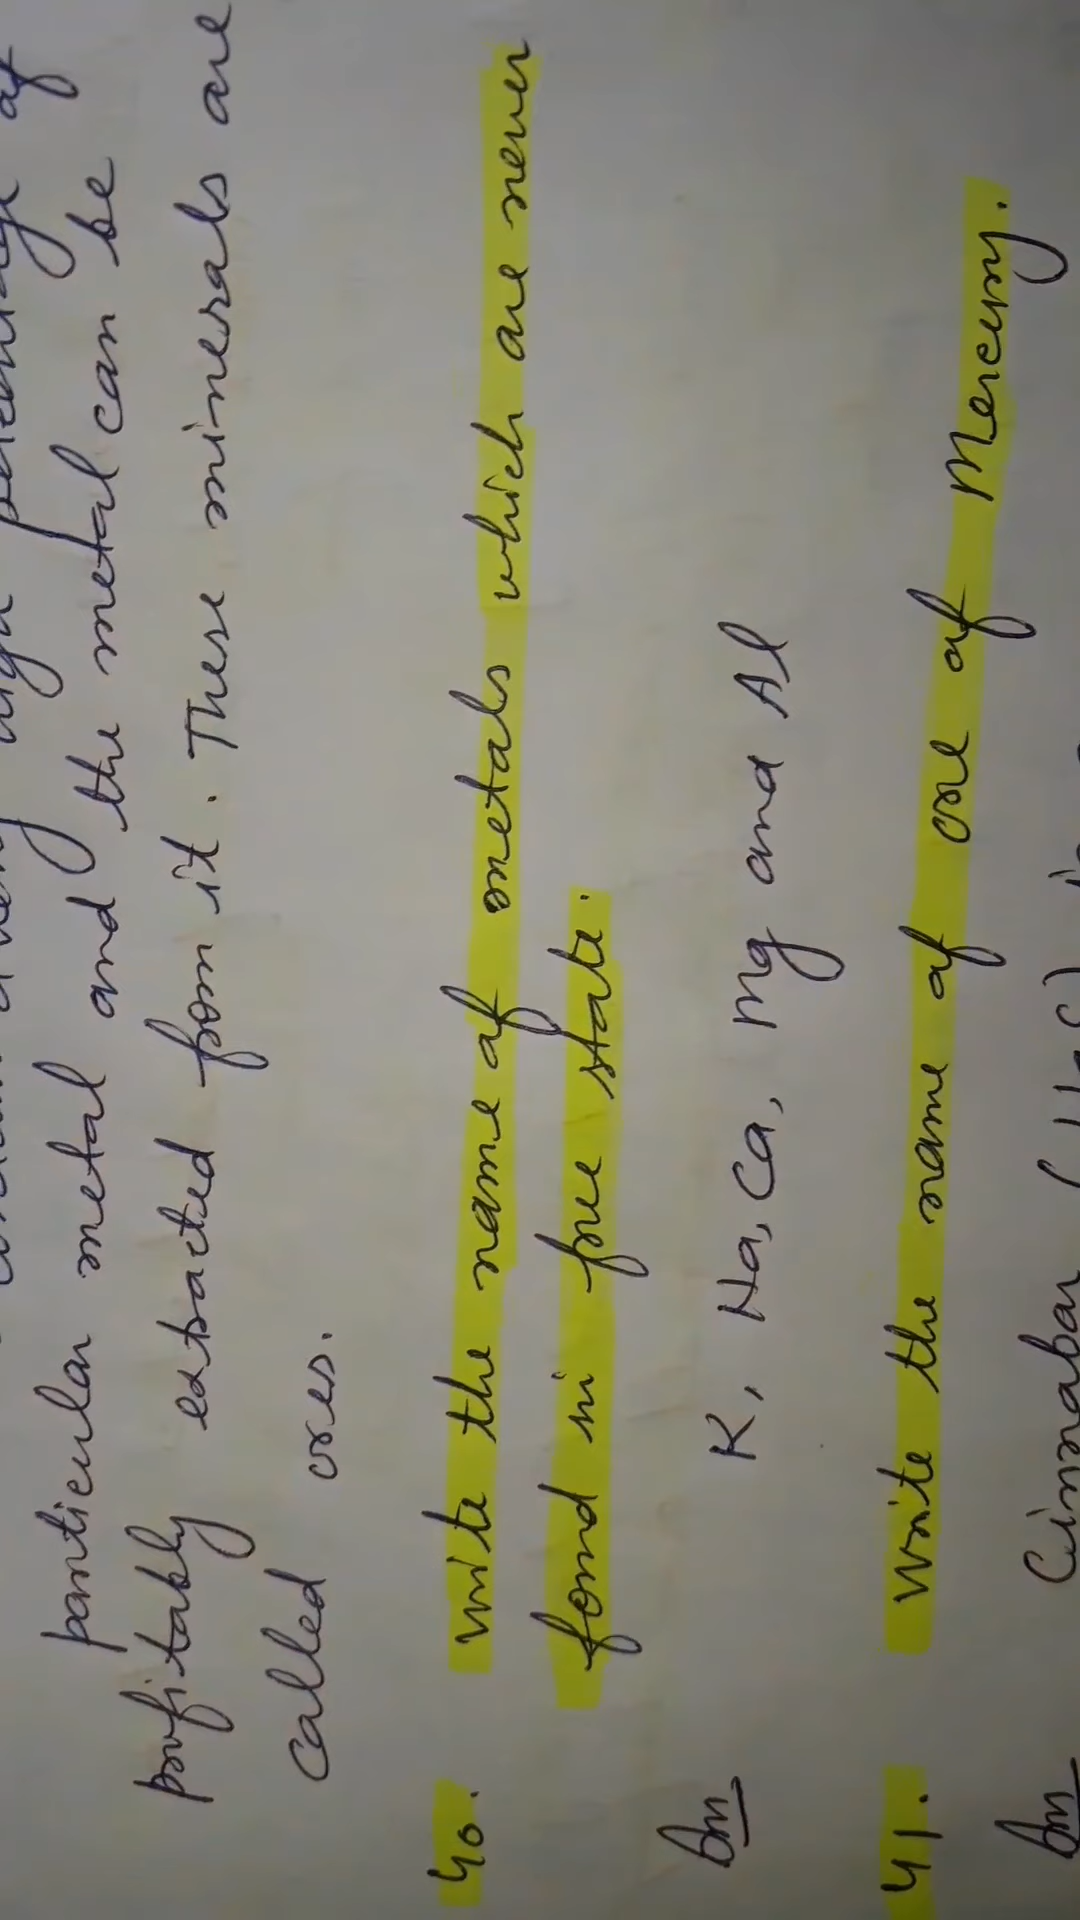 particular metal and the metal can be
profitably extracted from it. These minerals are
called ores.
40. Write the name of metals which are never
fond in free state.
Ans K, Na, Ca, Mg and Al
41. Write the name of ore of Mercury.
Ans Cinnabar (HgS)